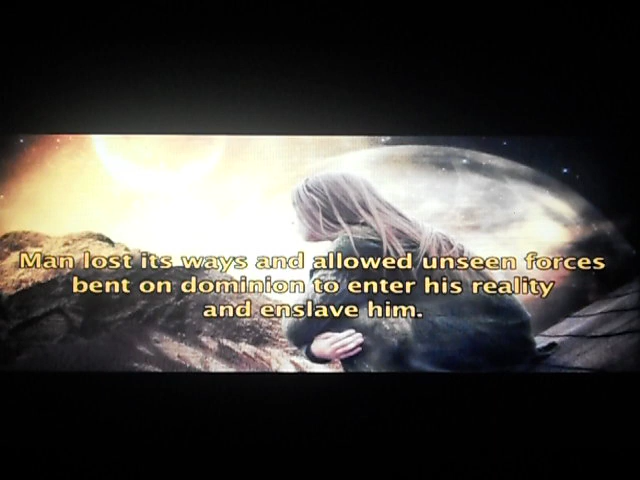 Man lost its ways and allowed unseen forces
bent on dominion to enter his reality
and enslave him.